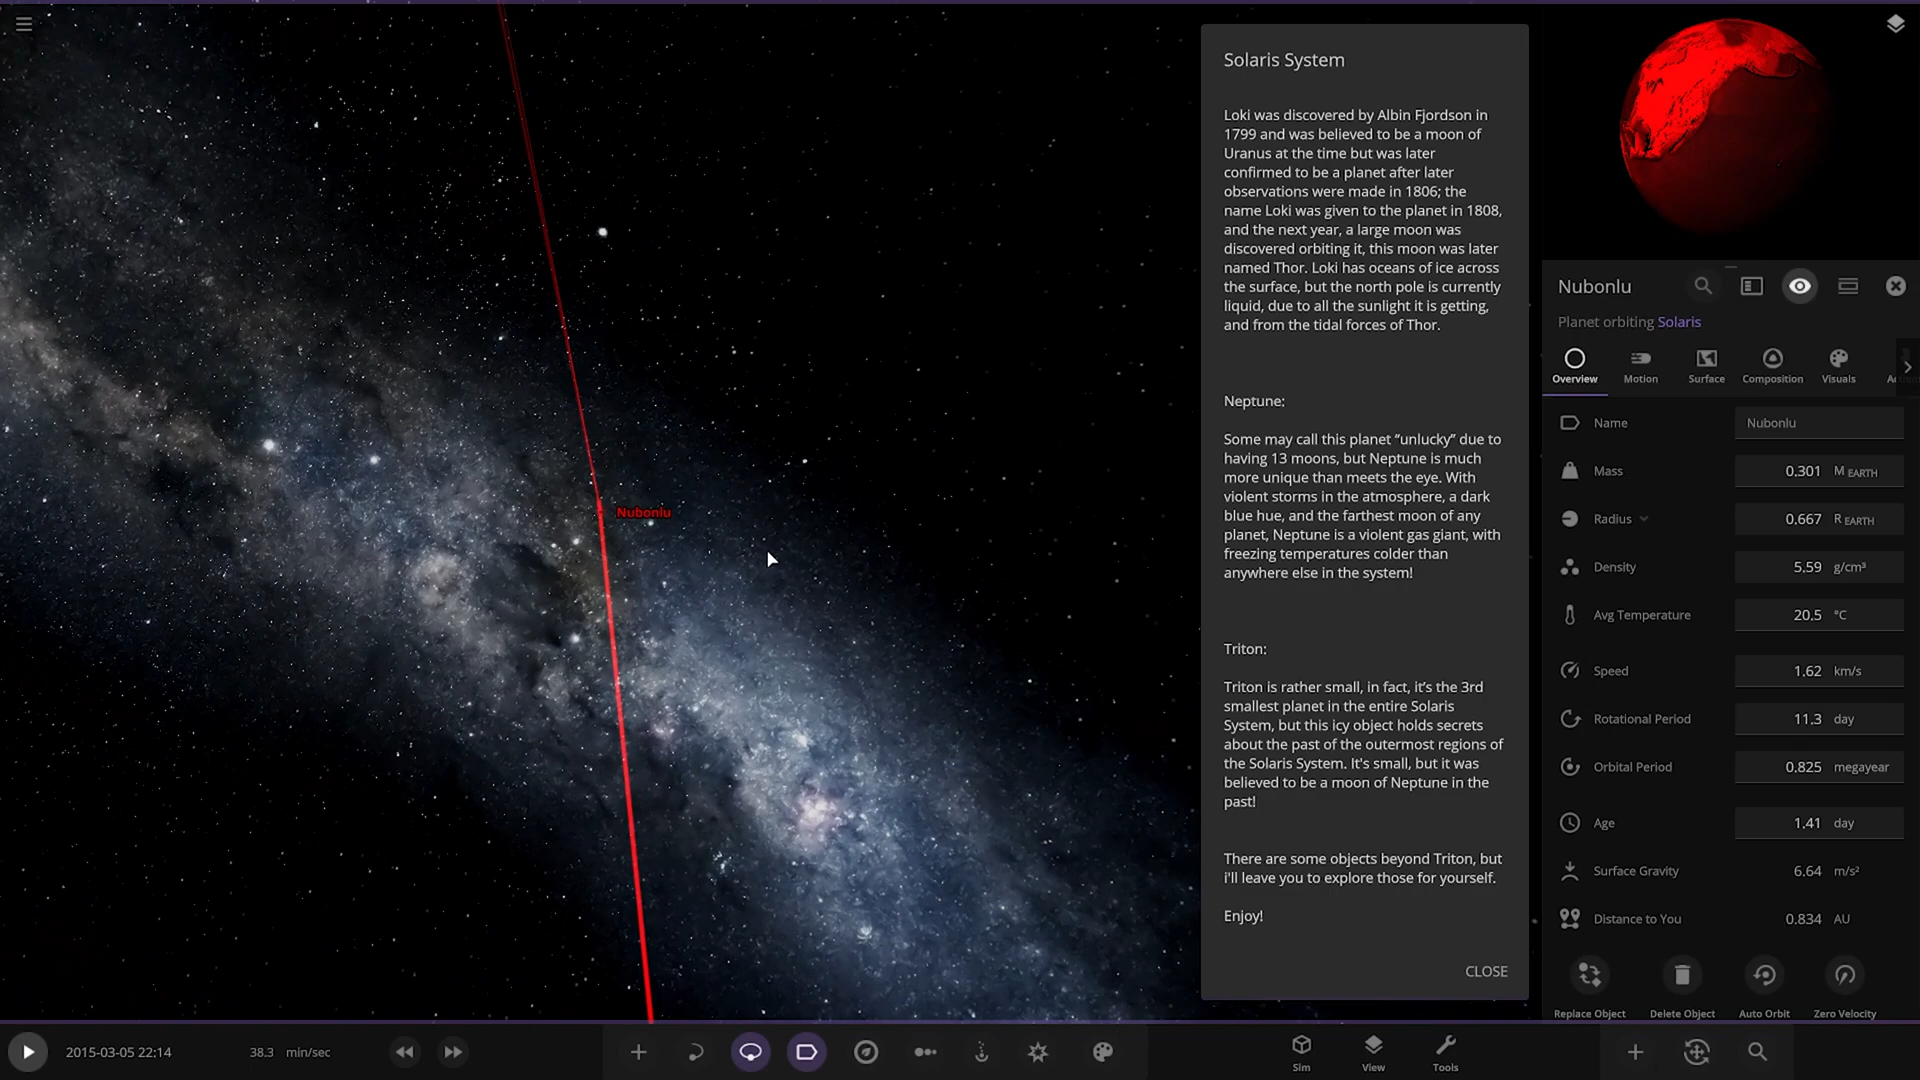 Solaris System
Loki was discovered by Albin Fjordson in
1799 and was believed to be a moon of
Uranus at the time but was later
confirmed to be a planet after later
observations were made in 1806; the
name Loki was given to the planet in 1808,
and the next year, a large moon was
discovered orbiting it, this moon was later
named Thor. Loki has oceans of ice across
the surface, but the north pole is currently
liquid, due to all the sunlight it is getting,
and from the tidal forces of Thor.
Neptune:
Some may call this planet “unlucky” due to
having 13 moons, but Neptune is much
more unique than meets the eye. With
violent storms in the atmosphere, a dark
blue hue, and the farthest moon of any
planet, Neptune is a violent gas giant, with
freezing temperatures colder than
anywhere else in the system!
Triton:
Triton is rather small, in fact, it’s the 3rd
smallest planet in the entire Solaris
System, but this icy object holds secrets
about the past of the outermost regions of
the Solaris System. It's small, but it was
believed to be a moon of Neptune in the
past!
There are some objects beyond Triton, but
i'll leave you to explore those for yourself.
Enjoy!
CLOSE
Nubonlu
Nubonlu
Planet orbiting Solaris
Overview Motion Surface Composition Visuals
Name Nubonlu
Mass 0.301 M EARTH
Radius 0.667 R EARTH
Density 5.59 g/cm³
Avg Temperature 20.5 °C
Speed 1.62 km/s
Rotational Period 11.3 day
Orbital Period 0.825 megayear
Age 1.41 day
Surface Gravity 6.64 m/s²
Distance to You 0.834 AU
Replace Object Delete Object Auto Orbit Zero Velocity
2015-03-05 22:14 38.3 min/sec
Sim View Tools